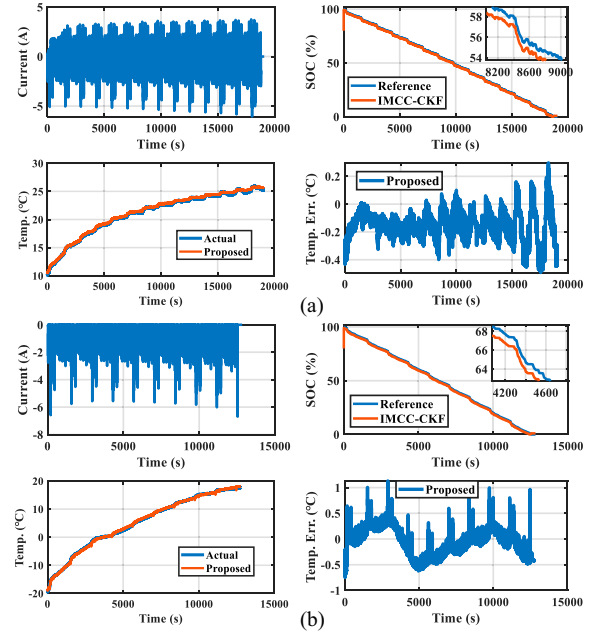 5
0
-5
Current (A)
0 5000 10000 15000 20000
Time (s)
100
50
0
SOC (%)
58
56
54
8200 8600 9000
Reference
IMCC-CKF
0 5000 10000 15000 20000
Time (s)
30
25
20
15
10
Temp. (°C)
Actual
Proposed
0 5000 10000 15000 20000
Time (s)
0.2
0
-0.2
-0.4
Temp. Err. (°C)
Proposed
0 5000 10000 15000 20000
Time (s)
(a)
0
-2
-4
-6
-8
Current (A)
0 5000 10000 15000
Time (s)
100
50
0
SOC (%)
68
66
64
4200 4600
Reference
IMCC-CKF
0 5000 10000 15000
Time (s)
20
10
0
-10
-20
Temp. (°C)
Actual
Proposed
0 5000 10000 15000
Time (s)
1
0.5
0
-0.5
-1
Temp. Err. (°C)
Proposed
0 5000 10000 15000
Time (s)
(b)